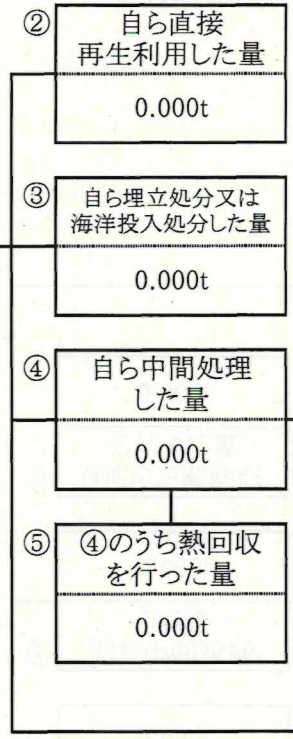 ② 自ら直接
再生利用した量
0.000t
③ 自ら埋立処分又は
海洋投入処分した量
0.000t
④ 自ら中間処理
した量
0.000t
⑤ ④のうち熱回収
を行った量
0.000t